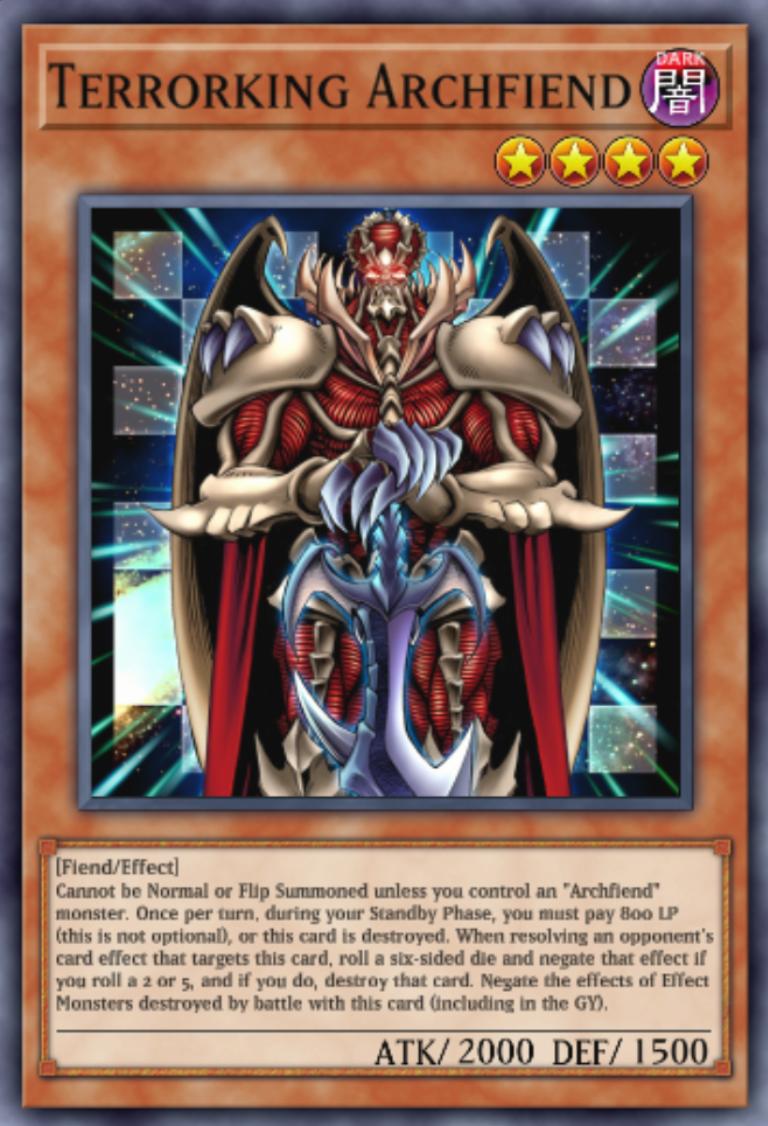 TERRORKING ARCHFIEND
DARK
闇
[Fiend/Effect]
Cannot be Normal or Flip Summoned unless you control an "Archfiend"
monster. Once per turn, during your Standby Phase, you must pay 800 LP
(this is not optional), or this card is destroyed. When resolving an opponent's
card effect that targets this card, roll a six-sided die and negate that effect if
you roll a 2 or 5, and if you do, destroy that card. Negate the effects of Effect
Monsters destroyed by battle with this card (including in the GY).
ATK/ 2000 DEF/ 1500